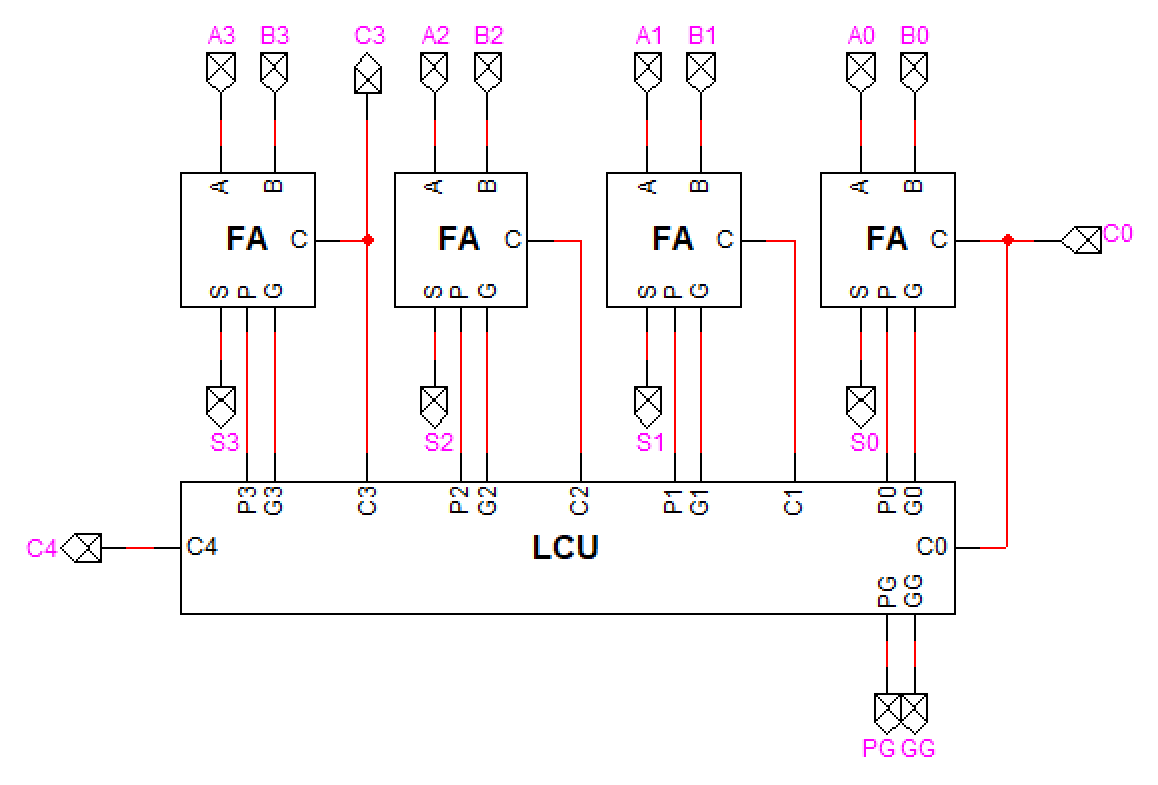 A3 B3 C3 A2 B2 A1 B1 A0 B0
A B A B A B A B
FA C FA C FA C FA C C0
S P G S P G S P G S P G
S3 S2 S1 S0
P3 G3 C3 P2 G2 C2 P1 G1 C1 P0 G0
C4 C4 LCU C0
PG GG
PG GG